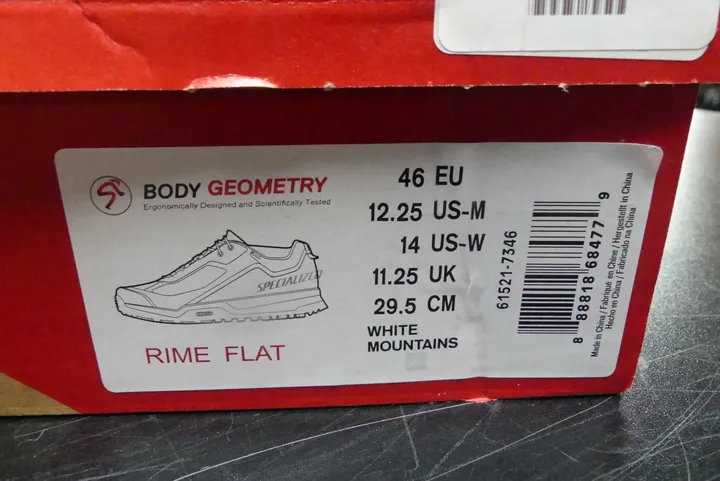 BODY GEOMETRY
Ergonomically Designed and Scientifically Tested
SPECIALIZED
RIME FLAT
46 EU
12.25 US-M
14 US-W
11.25 UK
29.5 CM
WHITE
MOUNTAINS
61521-7346
8 88818 68477 9
Made in China / Fabriqué en Chine / Hergestellt in China
Hecho en China / Fabricado na China